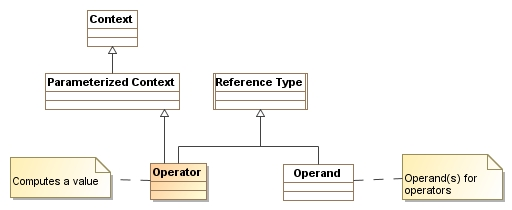 Context
Parameterized Context
Reference Type
Operator
Operand
Computes a value
Operand(s) for
operators